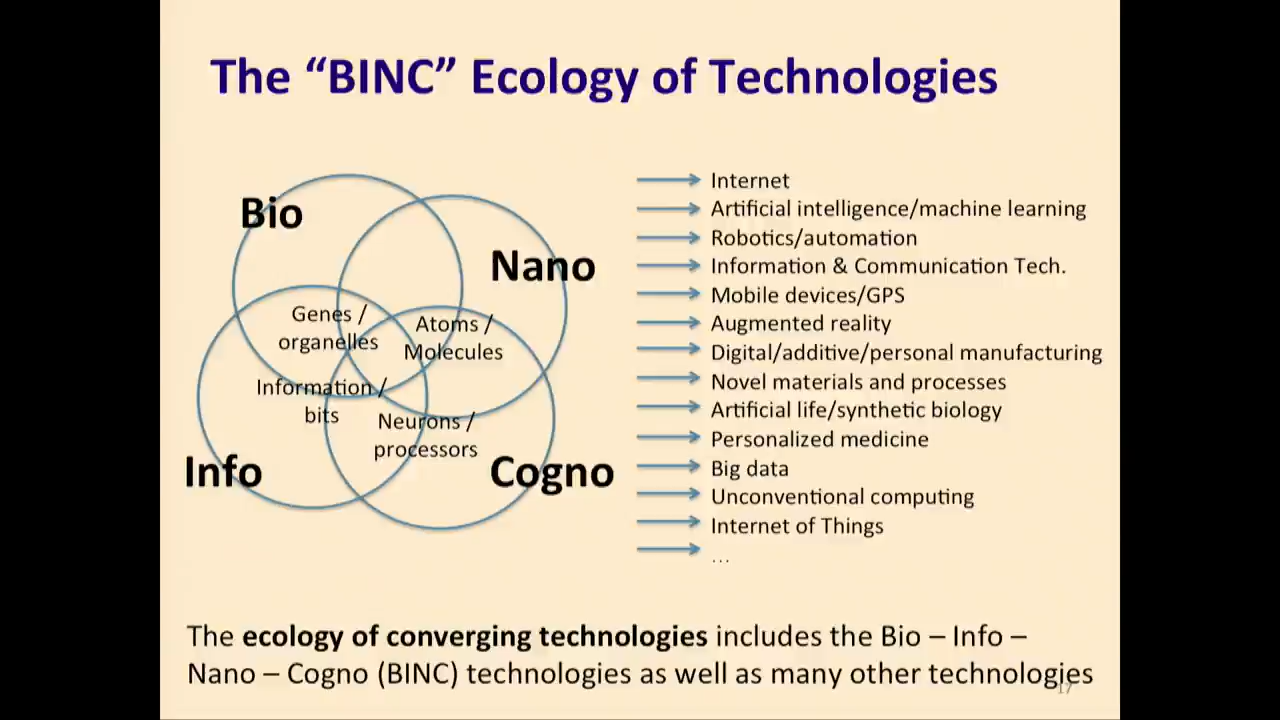 The “BINC” Ecology of Technologies
Bio
Nano
Genes /
organelles
Atoms /
Molecules
Information /
bits
Neurons /
processors
Info
Cogno
Internet
Artificial intelligence/machine learning
Robotics/automation
Information & Communication Tech.
Mobile devices/GPS
Augmented reality
Digital/additive/personal manufacturing
Novel materials and processes
Artificial life/synthetic biology
Personalized medicine
Big data
Unconventional computing
Internet of Things
...
The ecology of converging technologies includes the Bio – Info –
Nano – Cogno (BINC) technologies as well as many other technologies
17